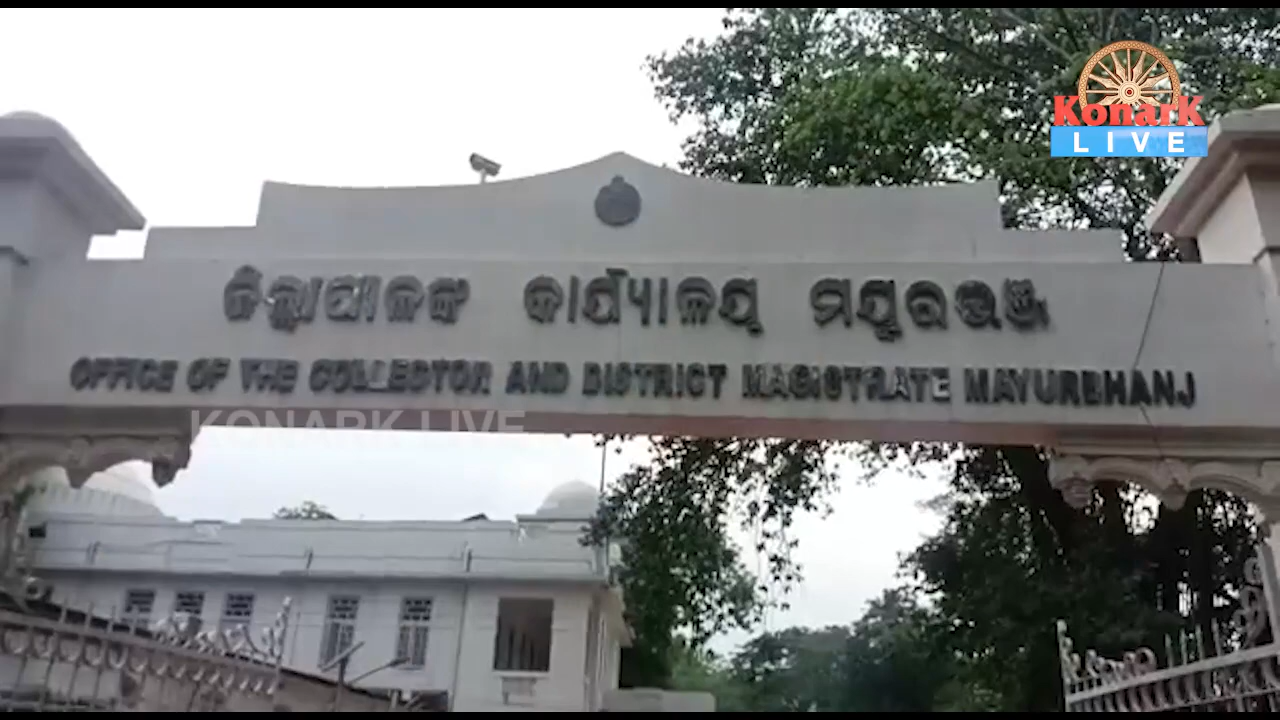 KonarK
LIVE
ଜିଲ୍ଲାପାଳଙ୍କ କାର୍ଯ୍ୟାଳୟ ମୟୂରଭଞ୍ଜ
OFFICE OF THE COLLECTOR AND DISTRICT MAGISTRATE MAYURBHANJ
KONARK LIVE